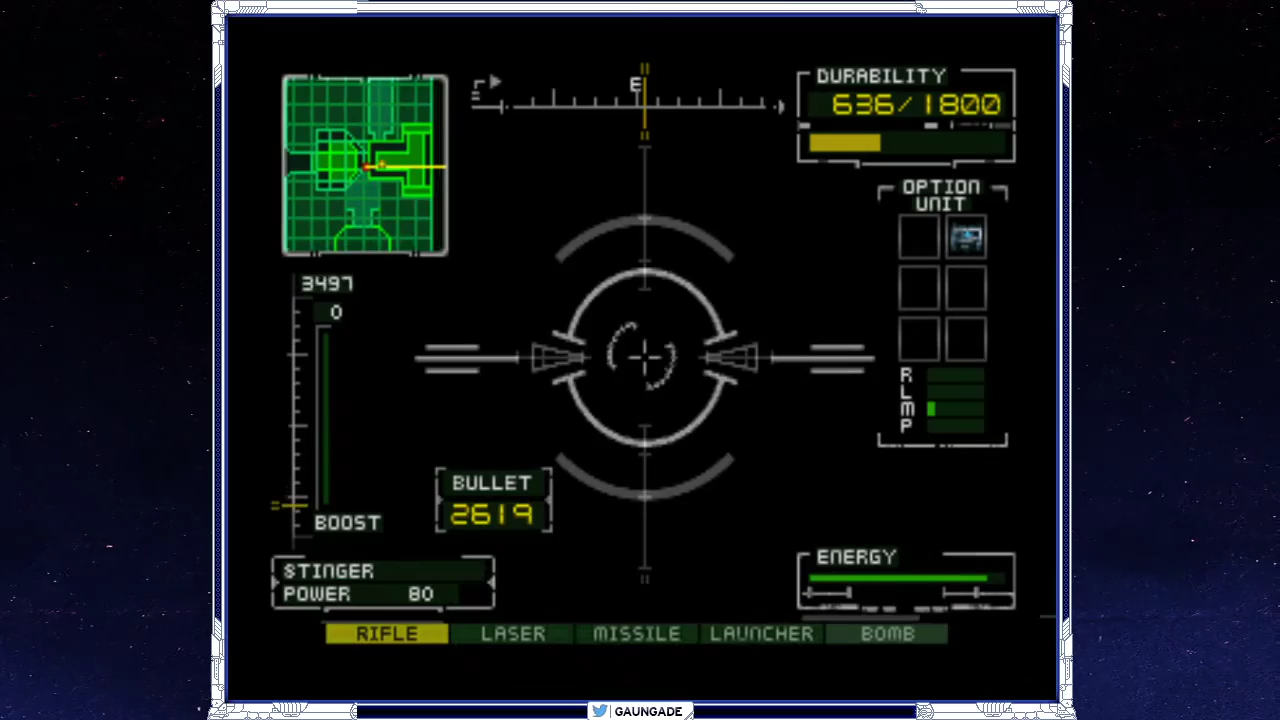 E
DURABILITY
636/1800
OPTION
UNIT
3497
0
R
L
M
P
BULLET
2619
BOOST
STINGER
POWER 80
ENERGY
RIFLE LASER MISSILE LAUNCHER BOMB
GAUNGADE